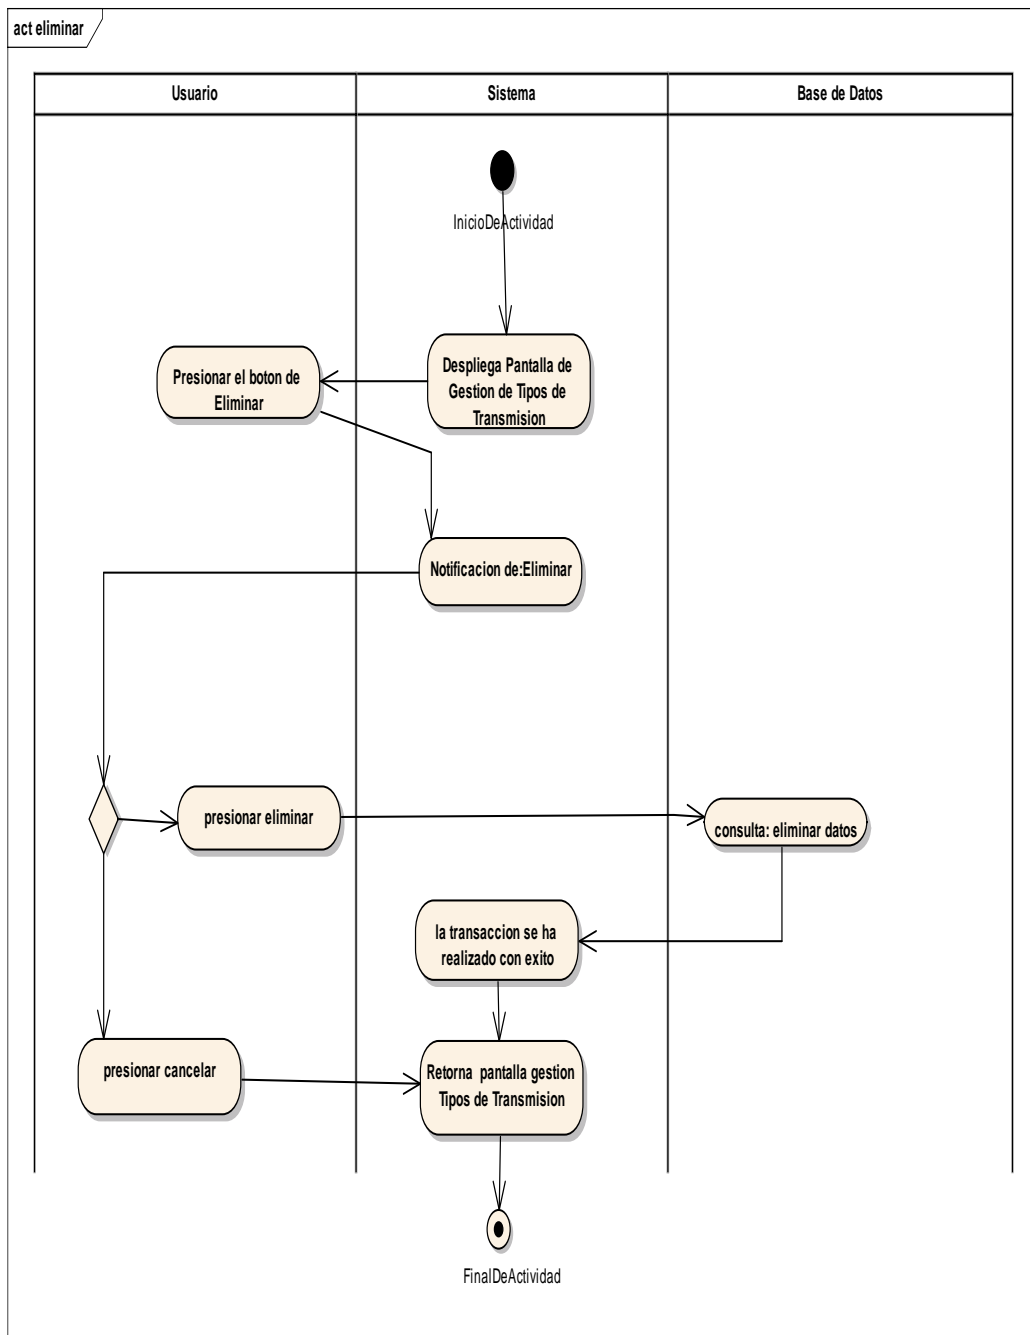 act eliminar
Usuario
Sistema
Base de Datos
InicioDeActividad
Despliega Pantalla de
Gestion de Tipos de
Transmision
Presionar el boton de
Eliminar
Notificacion de:Eliminar
presionar eliminar
consulta: eliminar datos
la transaccion se ha
realizado con exito
presionar cancelar
Retorna pantalla gestion
Tipos de Transmision
FinalDeActividad